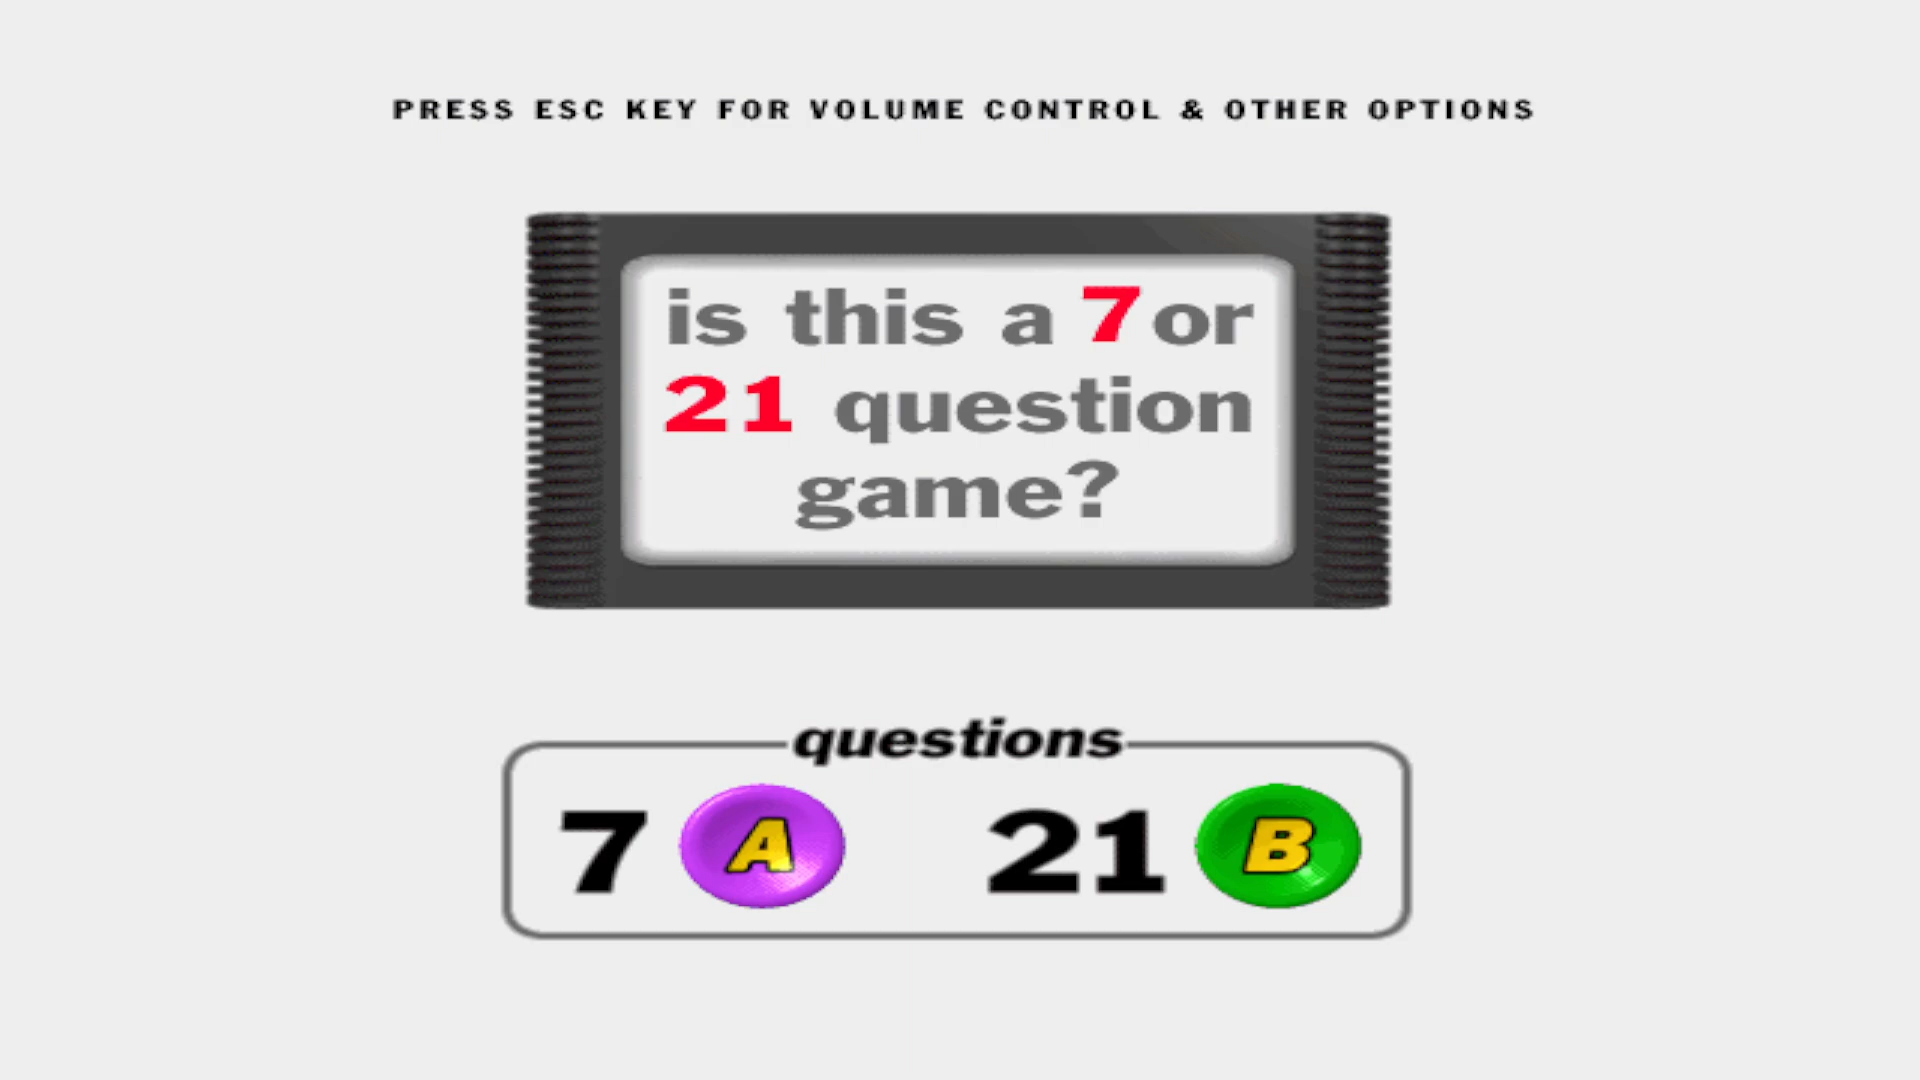 PRESS ESC KEY FOR VOLUME CONTROL & OTHER OPTIONS
is this a 7 or
21 question
game?
questions
7 A 21 B